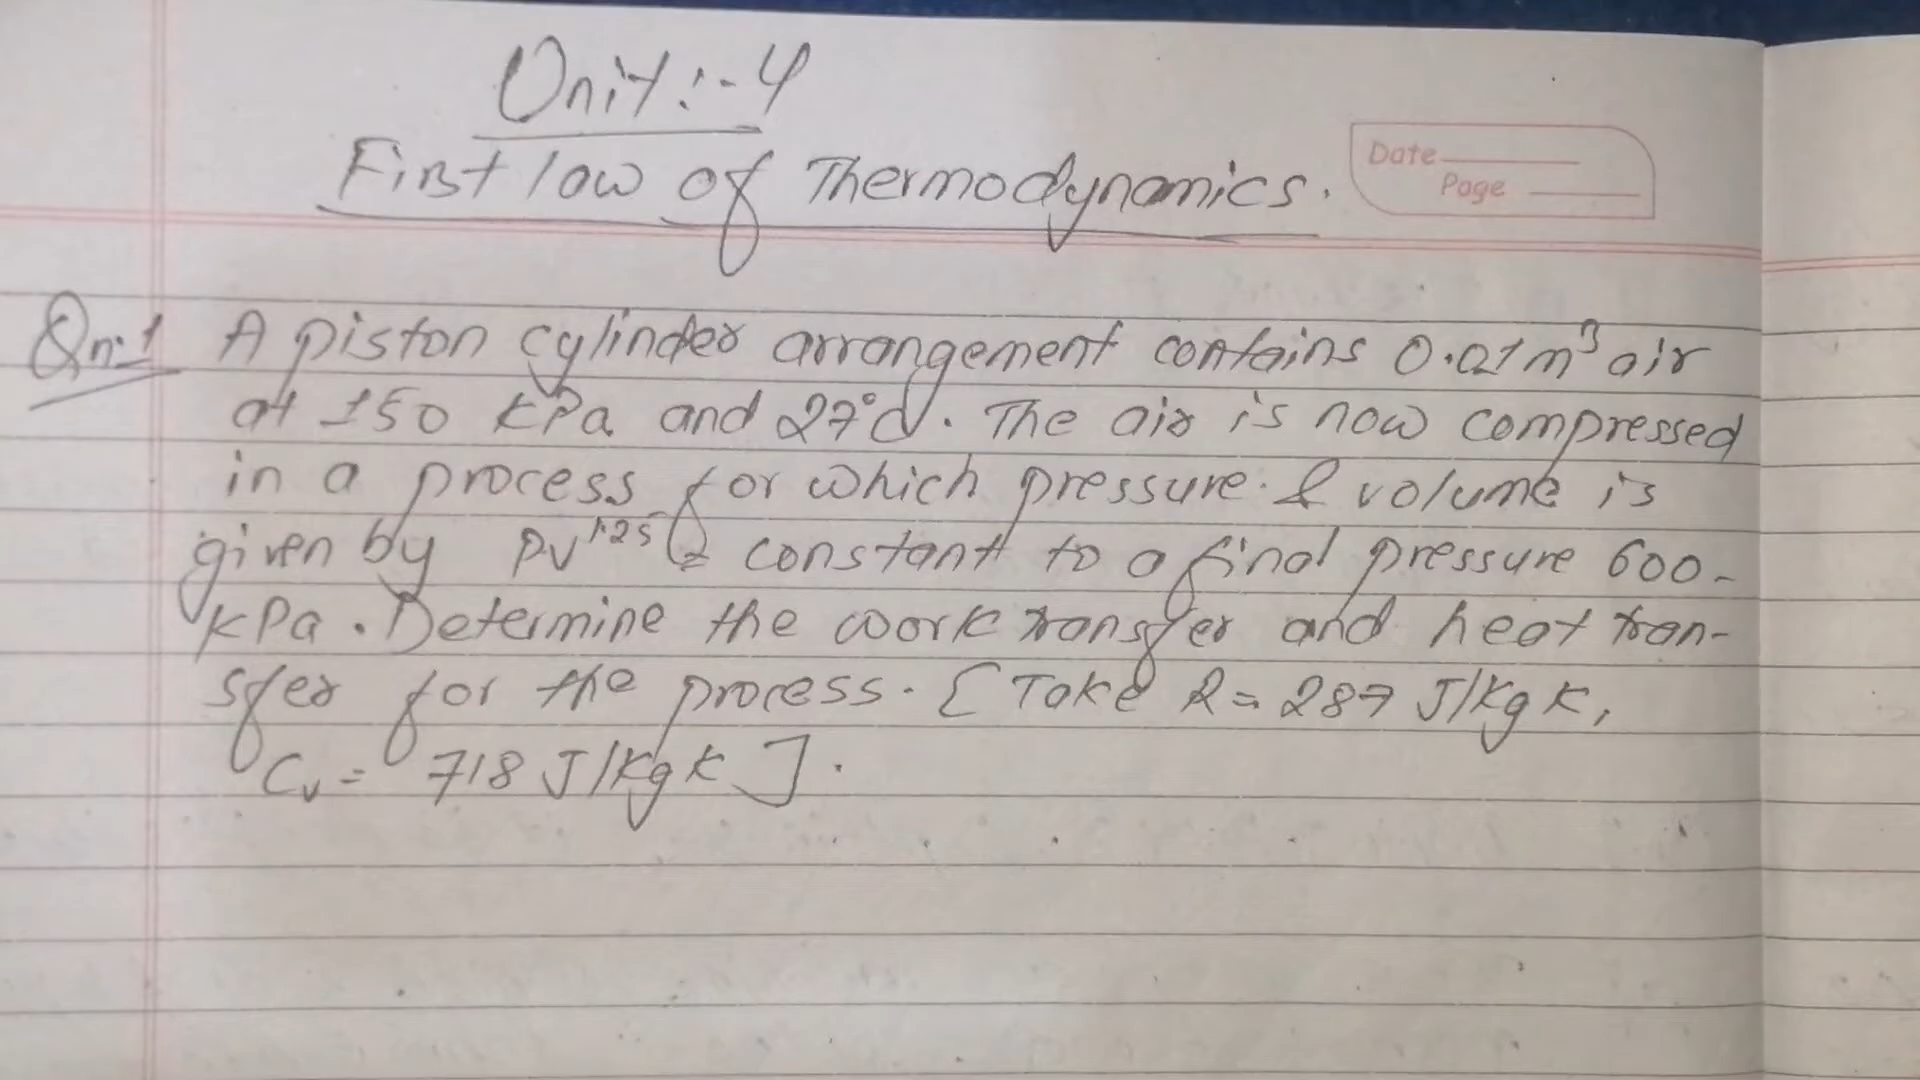 Unit:-4
First law of Thermodynamics.
Date
Page
Qn.1 A piston cylinder arrangement contains 0.01m³ air
at 150 kPa and 27°C. The air is now compressed
in a process for which pressure & volume is
given by PV^1.25 = constant to a final pressure 600-
kPa. Determine the work transfer and heat tran-
sfer for the process. [Take R= 287 J/kgK,
Cv = 718 J/kgK].